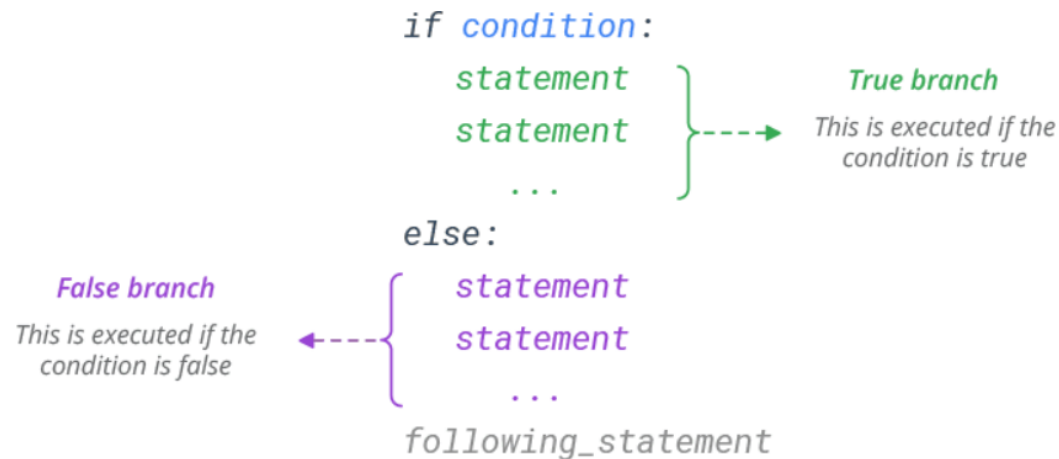 if condition:
statement
statement
...
True branch
This is executed if the
condition is true
else:
False branch
This is executed if the
condition is false
statement
statement
...
following_statement